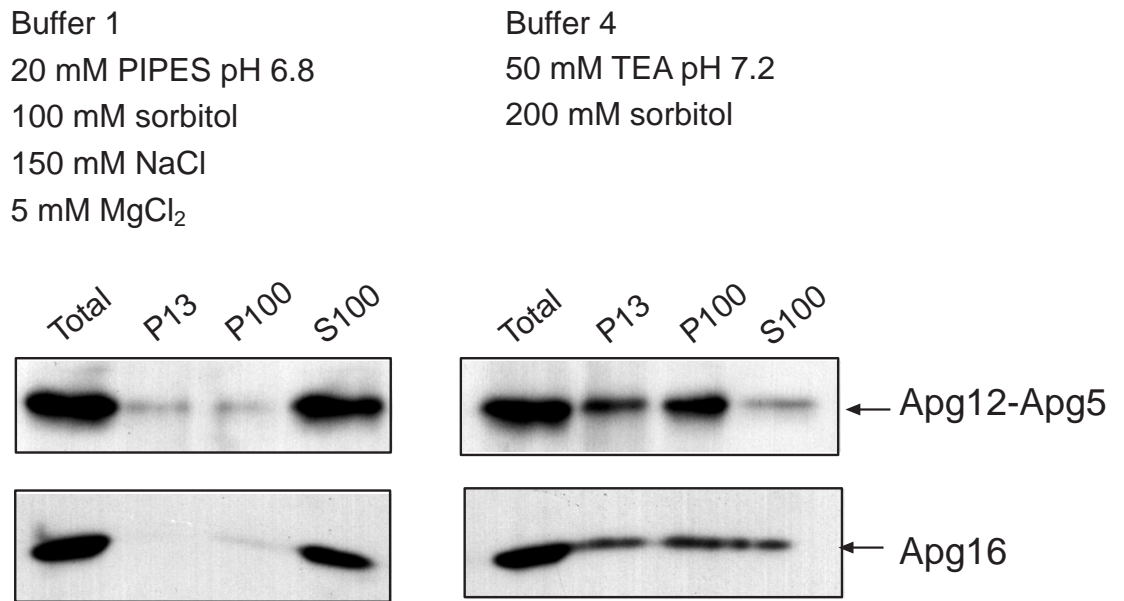 Buffer 1
20 mM PIPES pH 6.8
100 mM sorbitol
150 mM NaCl
5 mM MgCl₂
Buffer 4
50 mM TEA pH 7.2
200 mM sorbitol
Total P13 P100 S100
Total P13 P100 S100
Apg12-Apg5
Apg16